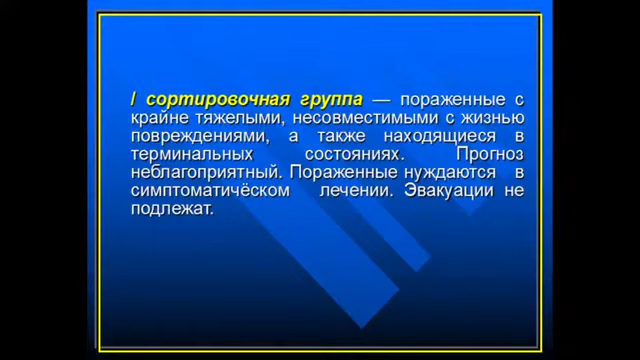 I сортировочная группа — пораженные с
крайне тяжелыми, несовместимыми с жизнью
повреждениями, а также находящиеся в
терминальных состояниях. Прогноз
неблагоприятный. Пораженные нуждаются в
симптоматичёском лечении. Эвакуации не
подлежат.